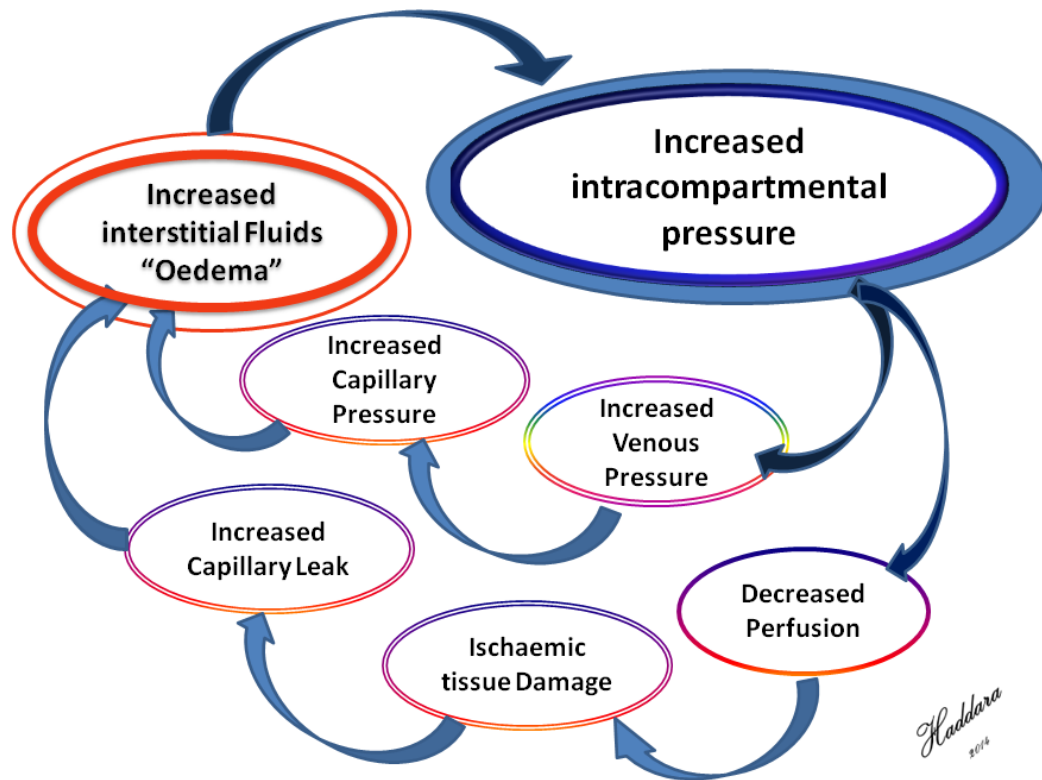 Increased
intracompartmental
pressure
Increased
interstitial Fluids
“Oedema”
Increased
Capillary
Pressure
Increased
Venous
Pressure
Increased
Capillary Leak
Decreased
Perfusion
Ischaemic
tissue Damage
Haddara
2014